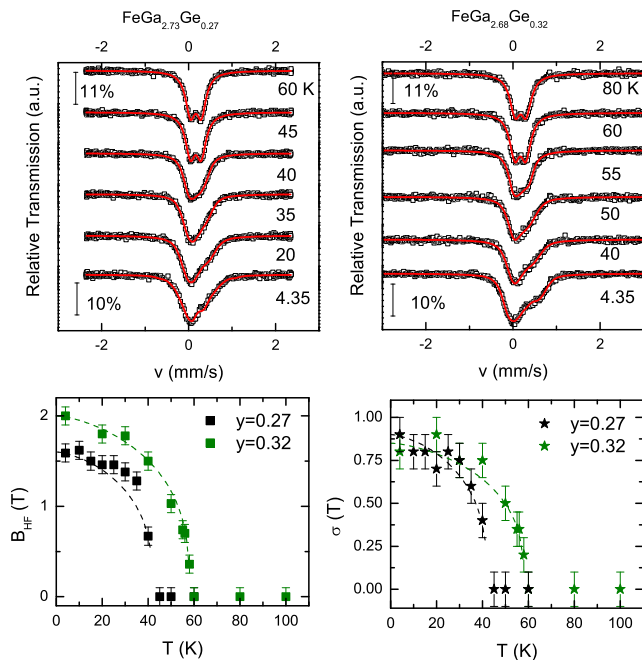 FeGa2.73Ge0.27
-2 0 2
Relative Transmission (a.u.)
11%
60 K
45
40
35
20
4.35
10%
-2 0 2
v (mm/s)
FeGa2.68Ge0.32
-2 0 2
Relative Transmission (a.u.)
11%
80 K
60
55
50
40
4.35
10%
-2 0 2
v (mm/s)
y=0.27
y=0.32
BHF (T)
2
1
0
0 20 40 60 80 100
T (K)
y=0.27
y=0.32
σ (T)
1.00
0.75
0.50
0.25
0.00
0 20 40 60 80 100
T (K)